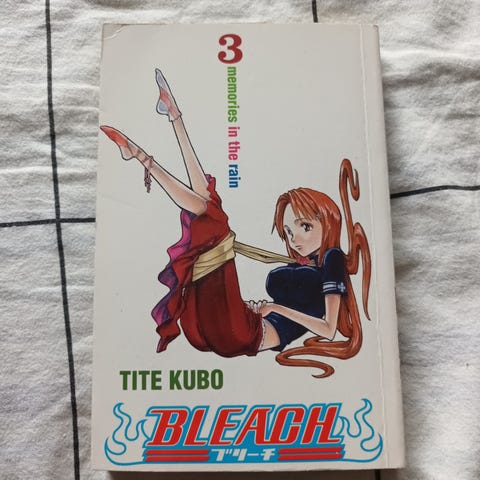 3
memories in the rain
TITE KUBO
BLEACH
ブリーチ